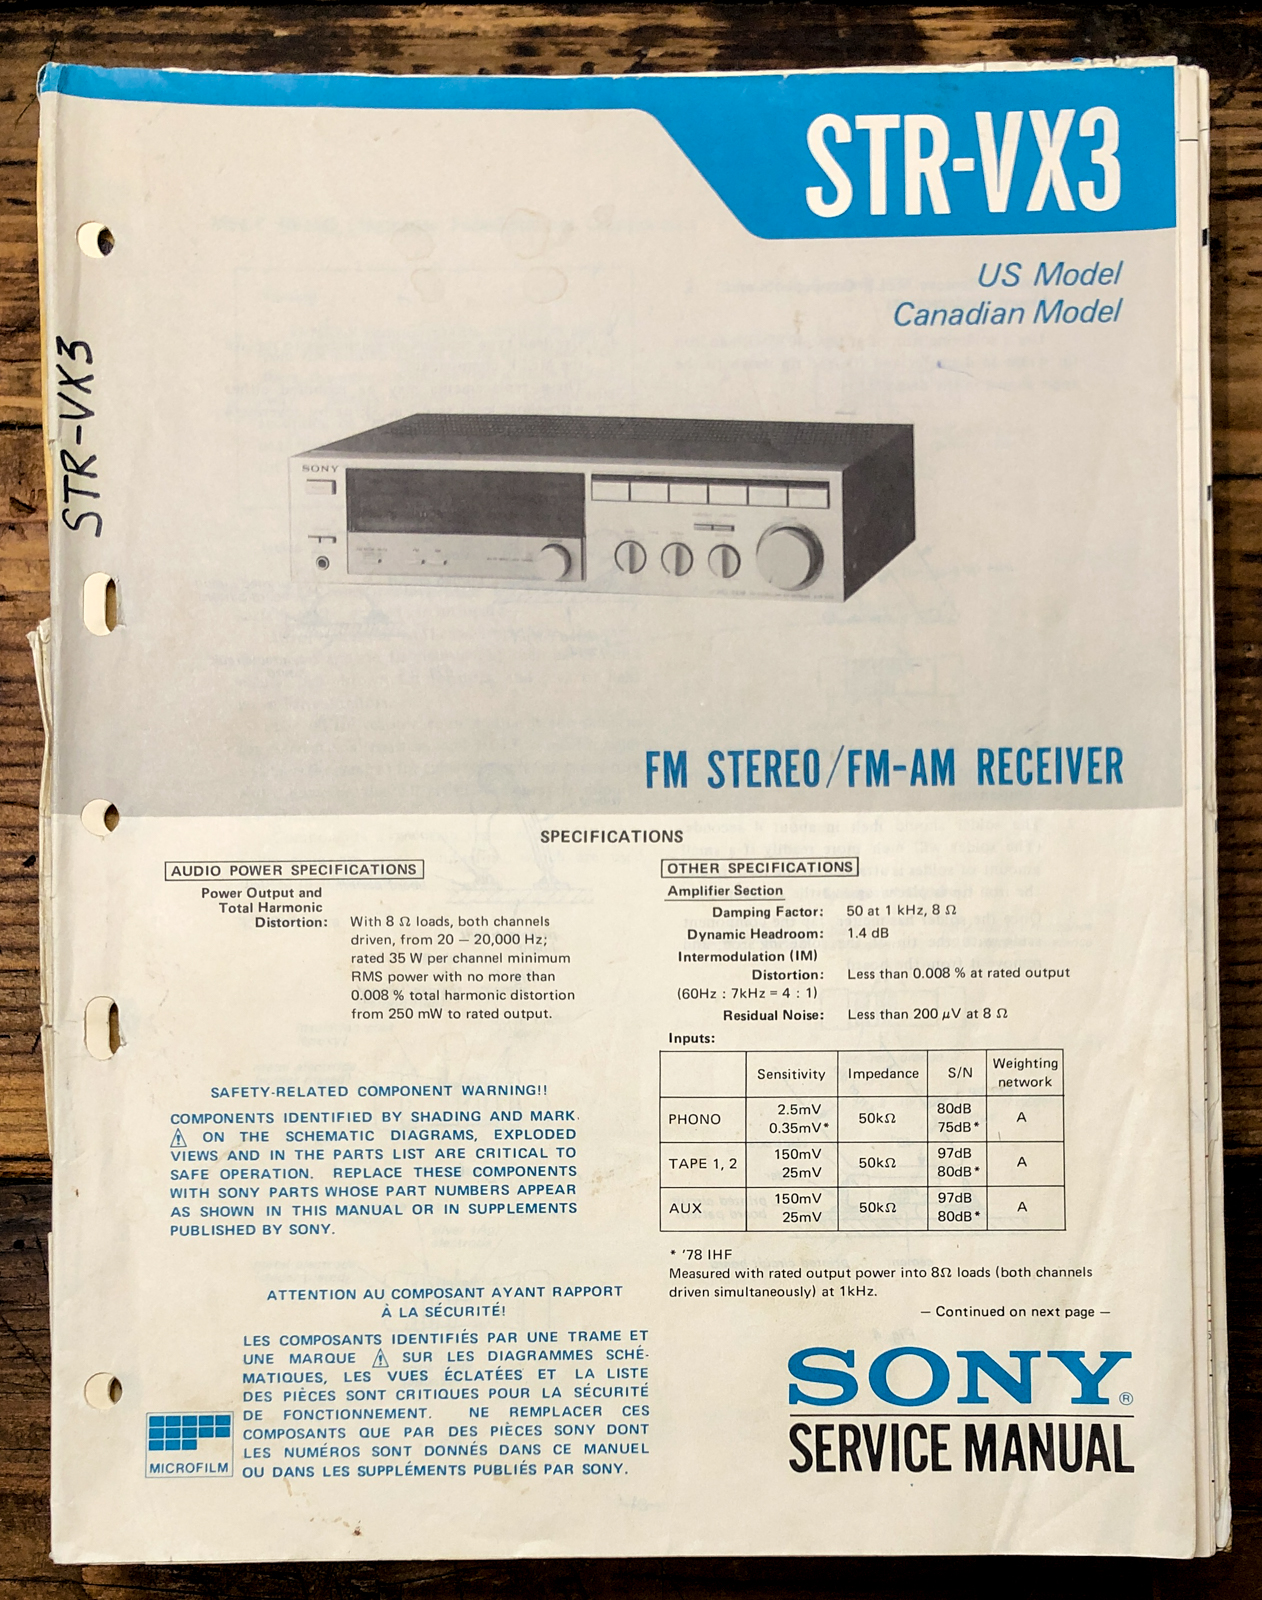 STR-VX3
US Model
Canadian Model
STR-VX3
SONY
FM STEREO/FM-AM RECEIVER
SPECIFICATIONS
AUDIO POWER SPECIFICATIONS
Power Output and
Total Harmonic
Distortion: With 8 Ω loads, both channels
driven, from 20 – 20,000 Hz;
rated 35 W per channel minimum
RMS power with no more than
0.008 % total harmonic distortion
from 250 mW to rated output.
SAFETY-RELATED COMPONENT WARNING!!
COMPONENTS IDENTIFIED BY SHADING AND MARK
⚠ ON THE SCHEMATIC DIAGRAMS, EXPLODED
VIEWS AND IN THE PARTS LIST ARE CRITICAL TO
SAFE OPERATION. REPLACE THESE COMPONENTS
WITH SONY PARTS WHOSE PART NUMBERS APPEAR
AS SHOWN IN THIS MANUAL OR IN SUPPLEMENTS
PUBLISHED BY SONY.
ATTENTION AU COMPOSANT AYANT RAPPORT
À LA SÉCURITÉ!
LES COMPOSANTS IDENTIFIÉS PAR UNE TRAME ET
UNE MARQUE ⚠ SUR LES DIAGRAMMES SCHÉ-
MATIQUES, LES VUES ÉCLATÉES ET LA LISTE
DES PIÈCES SONT CRITIQUES POUR LA SÉCURITÉ
DE FONCTIONNEMENT. NE REMPLACER CES
COMPOSANTS QUE PAR DES PIÈCES SONY DONT
LES NUMÉROS SONT DONNÉS DANS CE MANUEL
OU DANS LES SUPPLÉMENTS PUBLIÉS PAR SONY.
MICROFILM
OTHER SPECIFICATIONS
Amplifier Section
Damping Factor: 50 at 1 kHz, 8 Ω
Dynamic Headroom: 1.4 dB
Intermodulation (IM)
Distortion: Less than 0.008 % at rated output
(60Hz : 7kHz = 4 : 1)
Residual Noise: Less than 200 μV at 8 Ω
Inputs:
Sensitivity Impedance S/N Weighting network
PHONO 2.5mV 0.35mV* 50kΩ 80dB 75dB* A
TAPE 1, 2 150mV 25mV 50kΩ 97dB 80dB* A
AUX 150mV 25mV 50kΩ 97dB 80dB* A
* '78 IHF
Measured with rated output power into 8Ω loads (both channels
driven simultaneously) at 1kHz.
– Continued on next page –
SONY®
SERVICE MANUAL